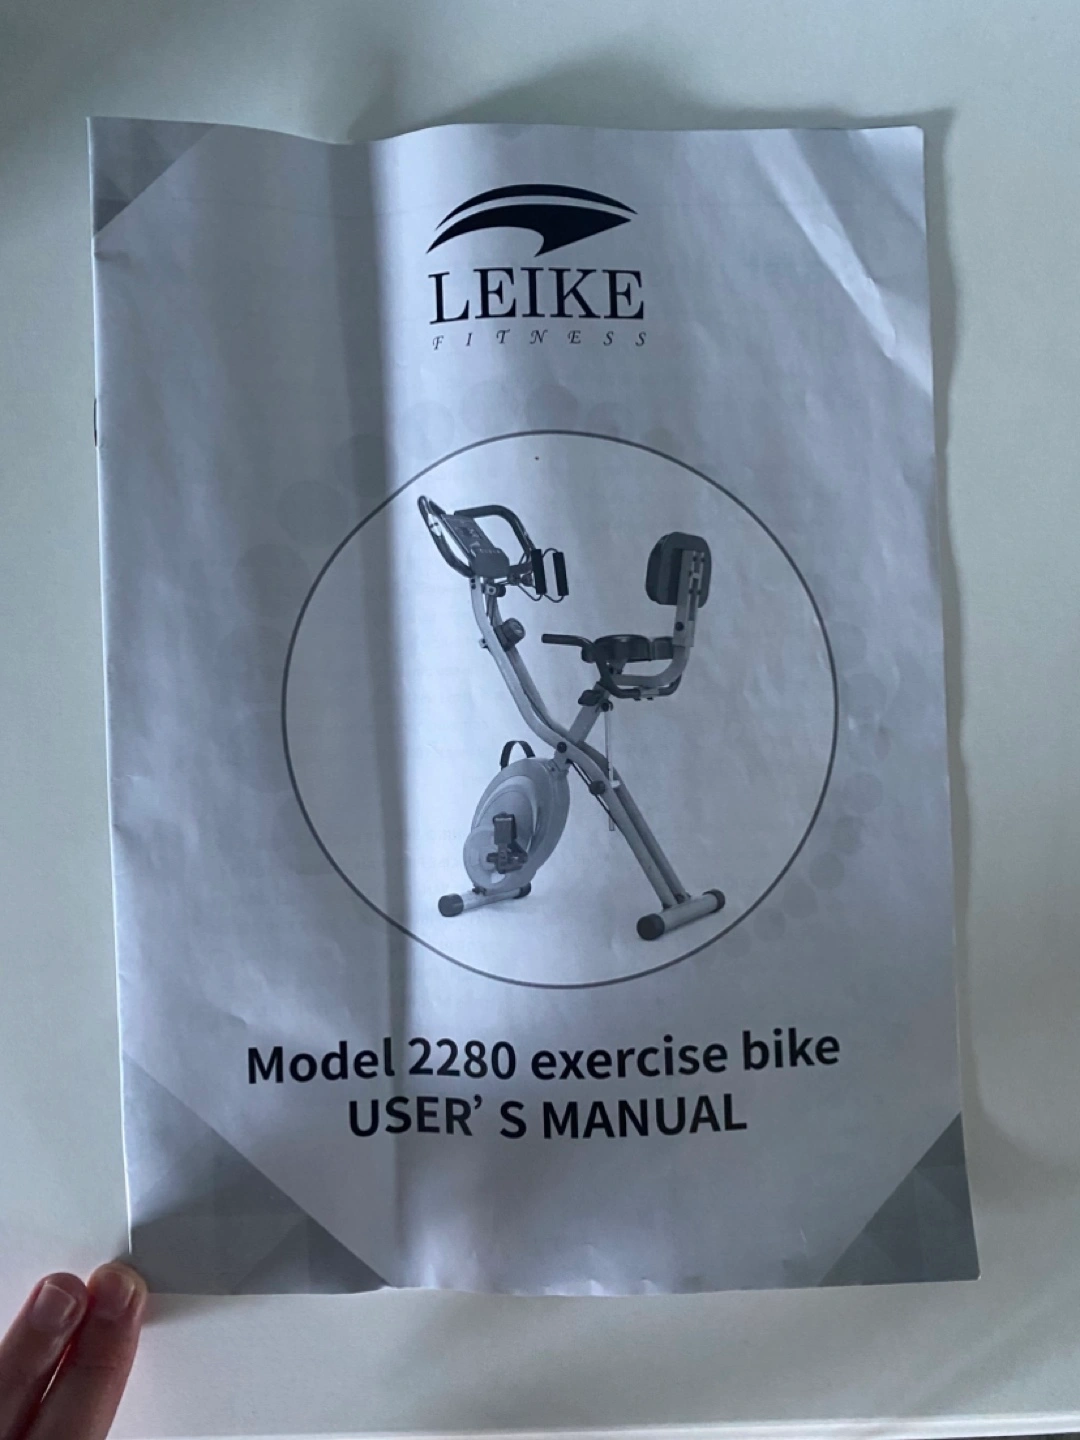 LEIKE
FITNESS
Model 2280 exercise bike
USER’ S MANUAL